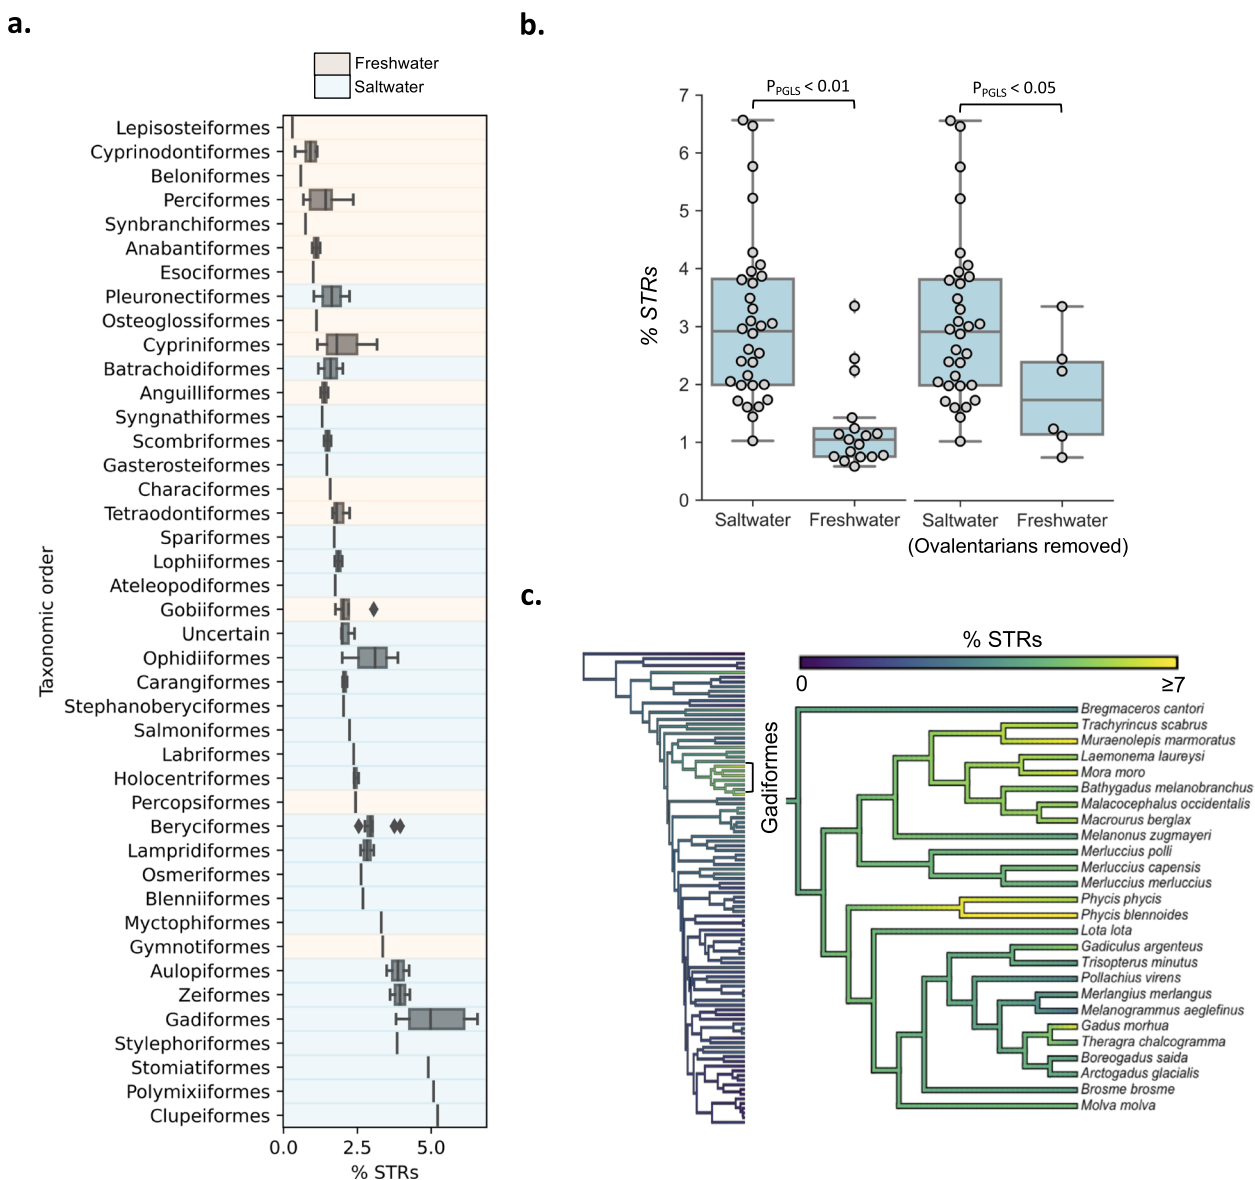 a.
Freshwater
Saltwater
Taxonomic order
Lepisosteiformes
Cyprinodontiformes
Beloniformes
Perciformes
Synbranchiformes
Anabantiformes
Esociformes
Pleuronectiformes
Osteoglossiformes
Cypriniformes
Batrachoidiformes
Anguilliformes
Syngnathiformes
Scombriformes
Gasterosteiformes
Characiformes
Tetraodontiformes
Spariformes
Lophiiformes
Ateleopodiformes
Gobiiformes
Uncertain
Ophidiiformes
Carangiformes
Stephanoberyciformes
Salmoniformes
Labriformes
Holocentriformes
Percopsiformes
Beryciformes
Lampridiformes
Osmeriformes
Blenniiformes
Myctophiformes
Gymnotiformes
Aulopiformes
Zeiformes
Gadiformes
Stylephoriformes
Stomiatiformes
Polymixiiformes
Clupeiformes
0.0 2.5 5.0
% STRs
b.
PPGLS < 0.01 PPGLS < 0.05
% STRs
7
6
5
4
3
2
1
0
Saltwater Freshwater Saltwater Freshwater
(Ovalentarians removed)
c.
% STRs
0 ≥7
Gadiformes
Bregmaceros cantori
Trachyrincus scabrus
Muraenolepis marmoratus
Laemonema laureysi
Mora moro
Bathygadus melanobranchus
Malacocephalus occidentalis
Macrourus berglax
Melanonus zugmayeri
Merluccius polli
Merluccius capensis
Merluccius merluccius
Phycis phycis
Phycis blennoides
Lota lota
Gadiculus argenteus
Trisopterus minutus
Pollachius virens
Merlangius merlangus
Melanogrammus aeglefinus
Gadus morhua
Theragra chalcogramma
Boreogadus saida
Arctogadus glacialis
Brosme brosme
Molva molva